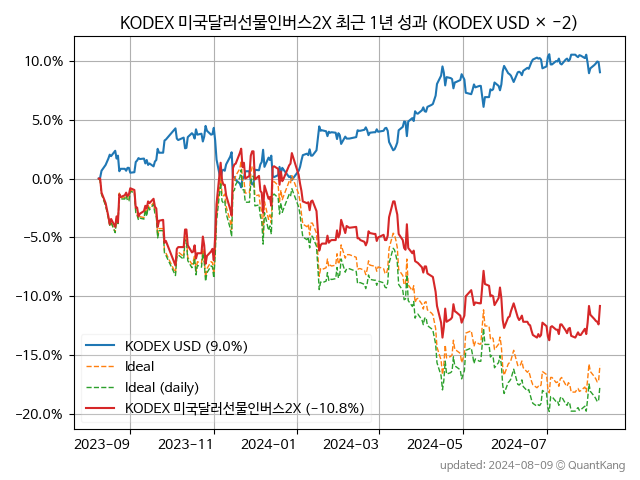 KODEX 미국달러선물인버스2X 최근 1년 성과 (KODEX USD × −2)
10.0%
5.0%
0.0%
−5.0%
−10.0%
−15.0%
−20.0%
KODEX USD (9.0%)
Ideal
Ideal (daily)
KODEX 미국달러선물인버스2X (−10.8%)
2023−09
2023−11
2024−01
2024−03
2024−05
2024−07
updated: 2024−08−09 © QuantKang